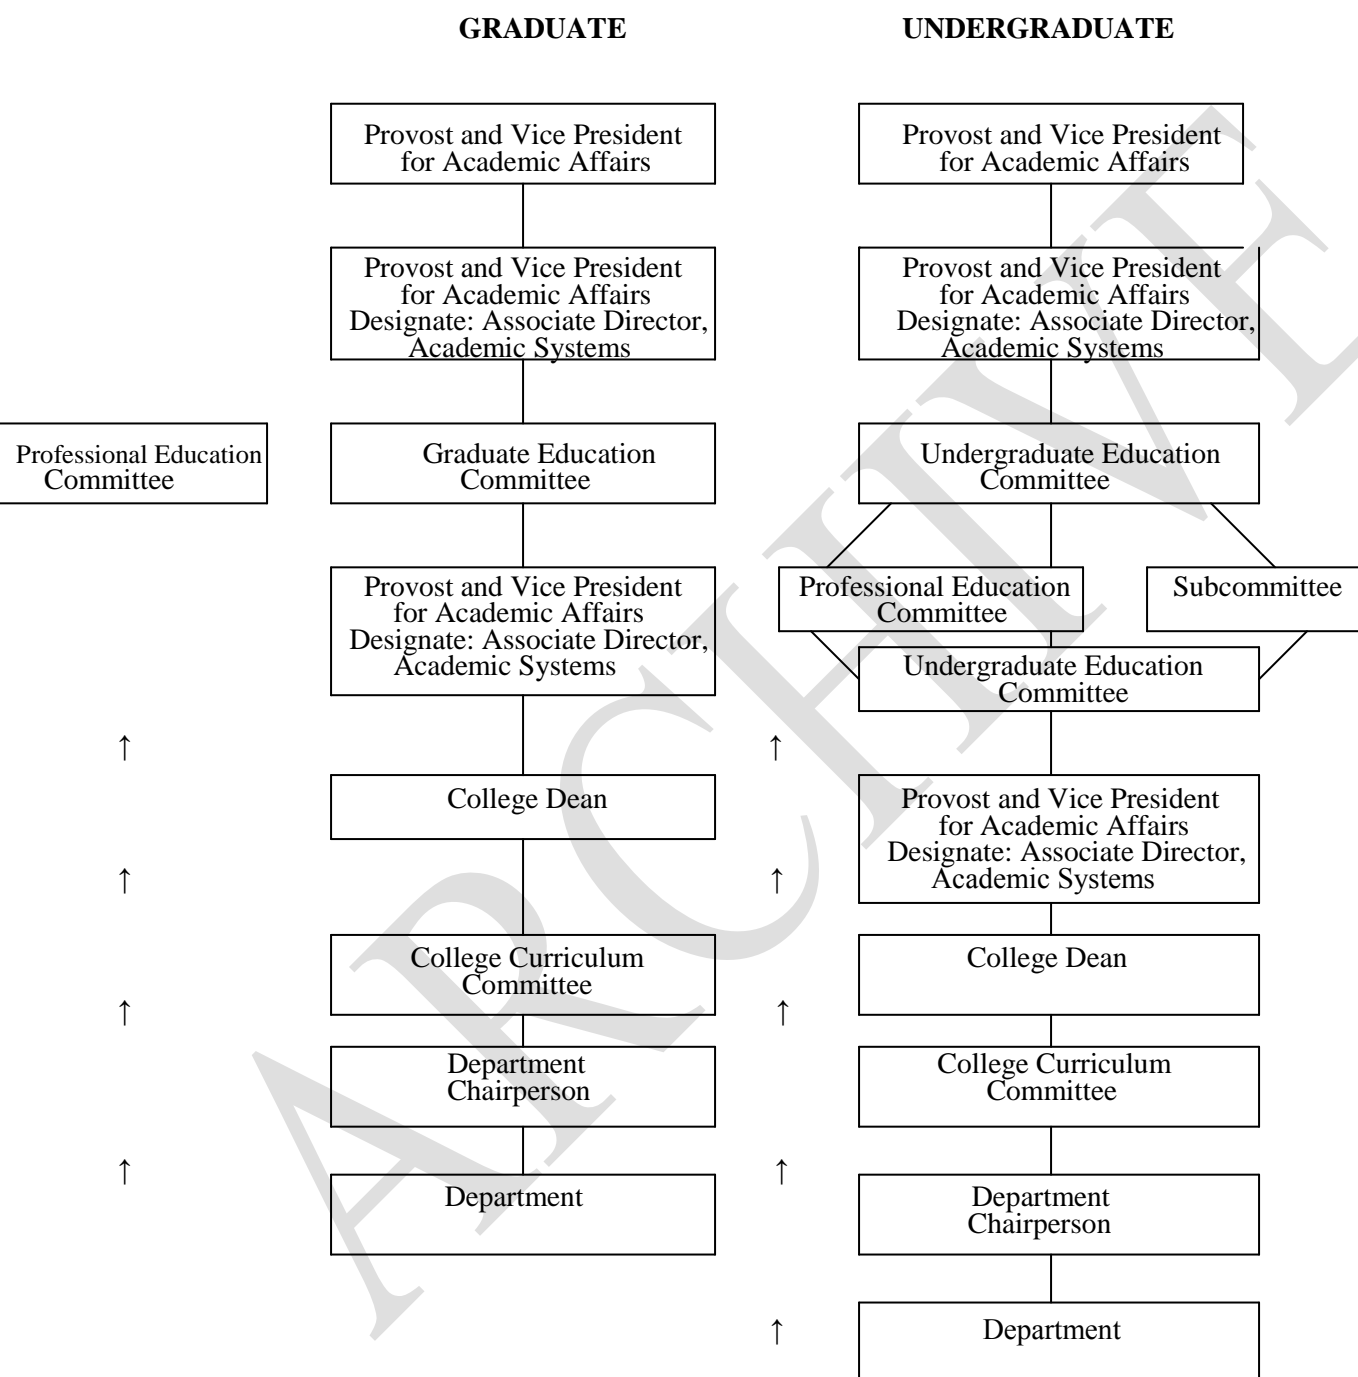 GRADUATE
UNDERGRADUATE
Provost and Vice President
for Academic Affairs
Provost and Vice President
for Academic Affairs
Provost and Vice President
for Academic Affairs
Designate: Associate Director,
Academic Systems
Provost and Vice President
for Academic Affairs
Designate: Associate Director,
Academic Systems
Professional Education
Committee
Graduate Education
Committee
Undergraduate Education
Committee
Provost and Vice President
for Academic Affairs
Designate: Associate Director,
Academic Systems
Professional Education
Committee
Subcommittee
Undergraduate Education
Committee
↑
↑
College Dean
Provost and Vice President
for Academic Affairs
Designate: Associate Director,
Academic Systems
↑
↑
College Curriculum
Committee
College Dean
↑
↑
Department
Chairperson
College Curriculum
Committee
↑
↑
Department
Department
Chairperson
↑
Department
ARCHIVE